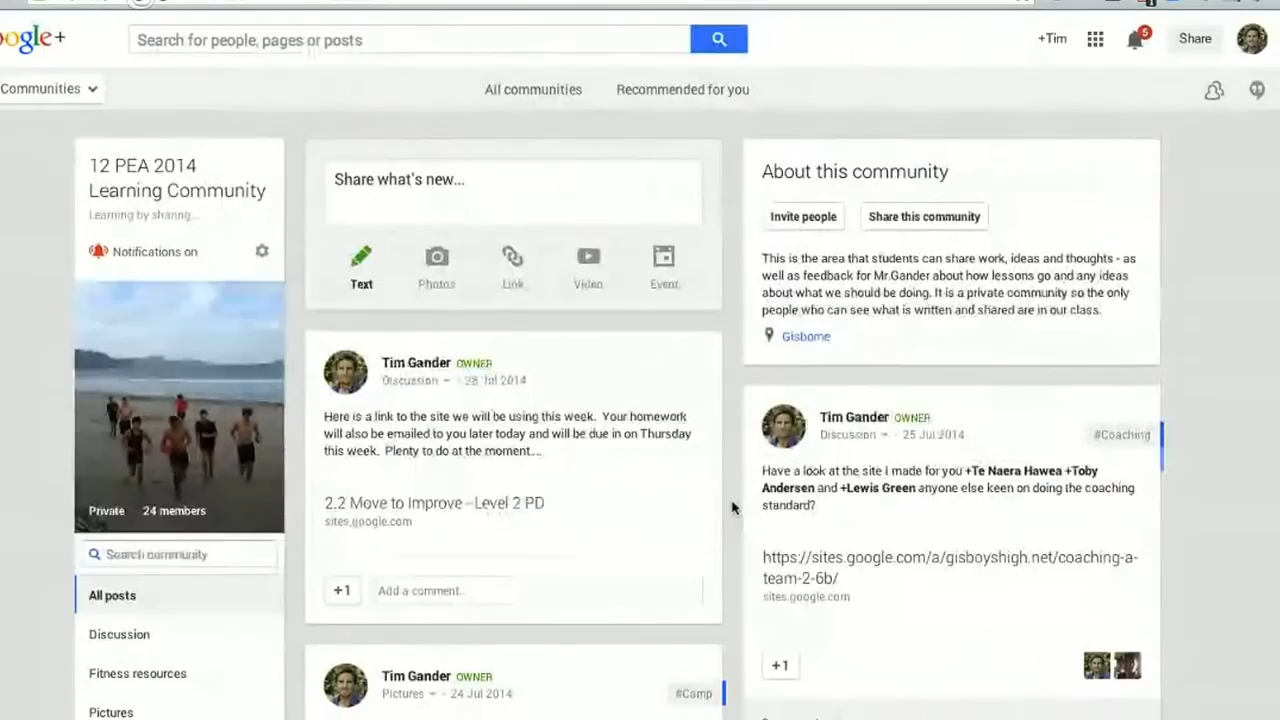 ogle+
Search for people, pages or posts
+Tim
5
Share
Communities
All communities
Recommended for you
12 PEA 2014
Learning Community
Learning by sharing...
Notifications on
Private 24 members
Search community
All posts
Discussion
Fitness resources
Pictures
Share what's new...
Text Photos Link Video Event
Tim Gander OWNER
Discussion - 28 Jul 2014
Here is a link to the site we will be using this week. Your homework
will also be emailed to you later today and will be due in on Thursday
this week. Plenty to do at the moment...
2.2 Move to Improve - Level 2 PD
sites.google.com
+1 Add a comment.
Tim Gander OWNER
Pictures - 24 Jul 2014
#Camp
About this community
Invite people Share this community
This is the area that students can share work, ideas and thoughts - as
well as feedback for Mr.Gander about how lessons go and any ideas
about what we should be doing. It is a private community so the only
people who can see what is written and shared are in our class.
Gisborne
Tim Gander OWNER
Discussion - 25 Jul 2014
#Coaching
Have a look at the site I made for you +Te Naera Hawea +Toby
Andersen and +Lewis Green anyone else keen on doing the coaching
standard?
https://sites.google.com/a/gisboyshigh.net/coaching-a-
team-2-6b/
sites.google.com
+1